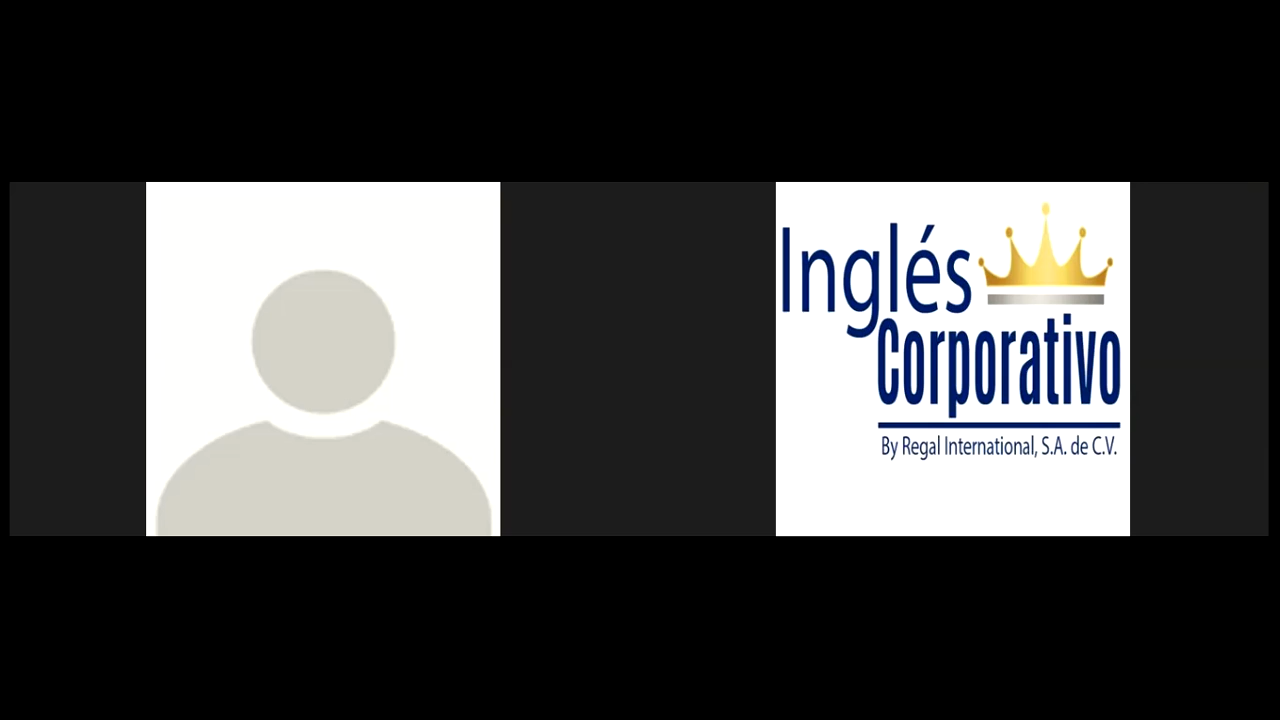 Inglés
Corporativo
By Regal International, S.A. de C.V.